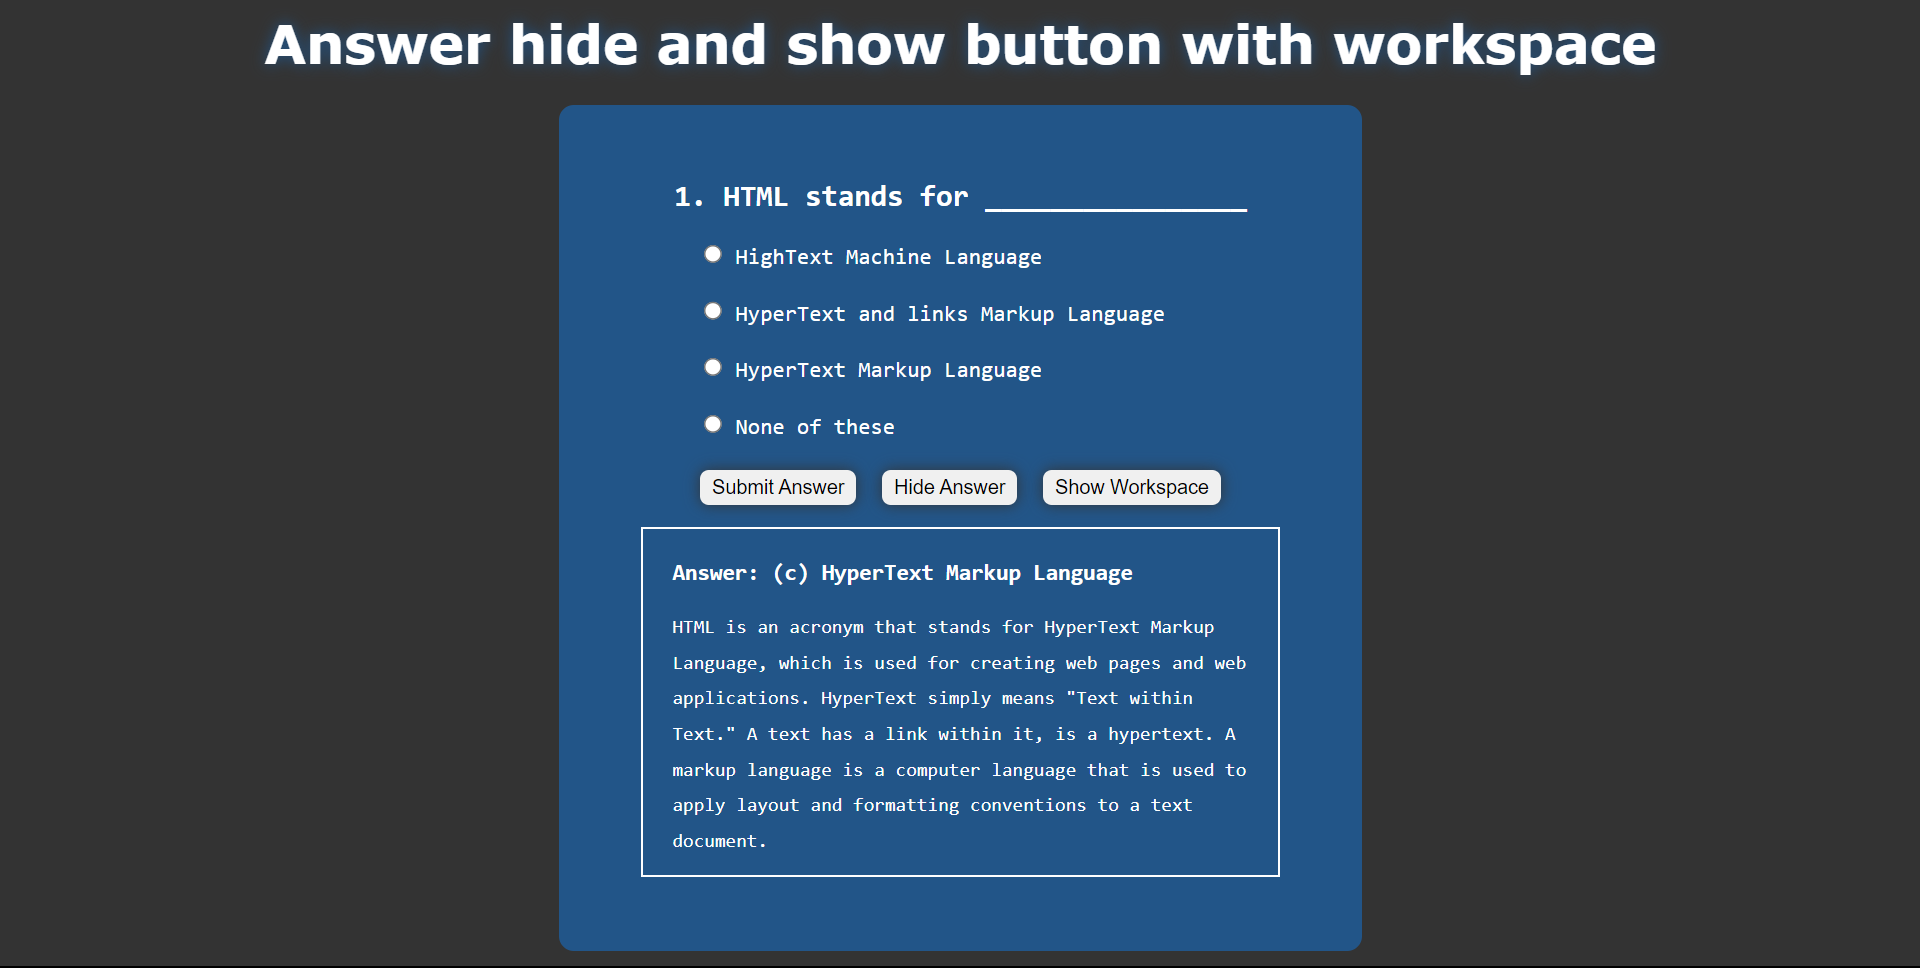 Answer hide and show button with workspace
1. HTML stands for ________________
HighText Machine Language
HyperText and links Markup Language
HyperText Markup Language
None of these
Submit Answer Hide Answer Show Workspace
Answer: (c) HyperText Markup Language
HTML is an acronym that stands for HyperText Markup
Language, which is used for creating web pages and web
applications. HyperText simply means "Text within
Text." A text has a link within it, is a hypertext. A
markup language is a computer language that is used to
apply layout and formatting conventions to a text
document.